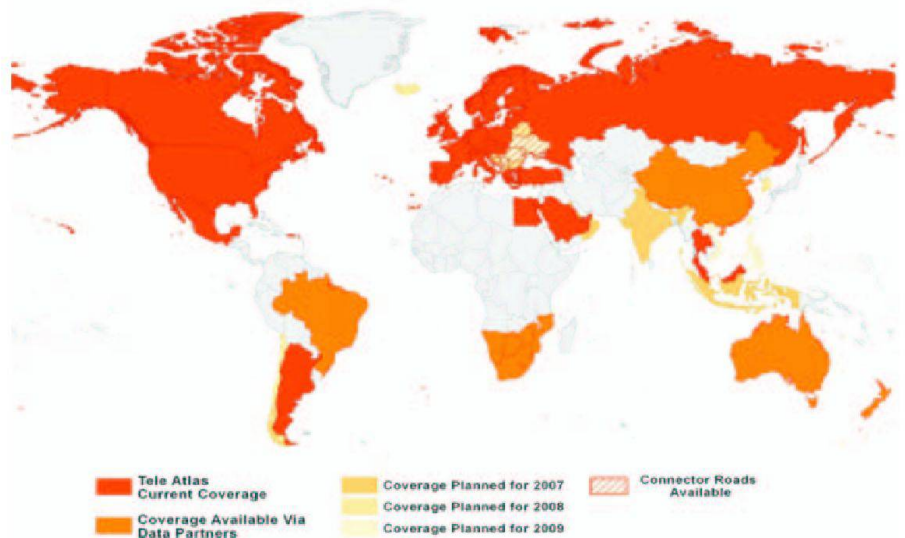 Tele Atlas
Current Coverage
Coverage Available Via
Data Partners
Coverage Planned for 2007
Coverage Planned for 2008
Coverage Planned for 2009
Connector Roads
Available